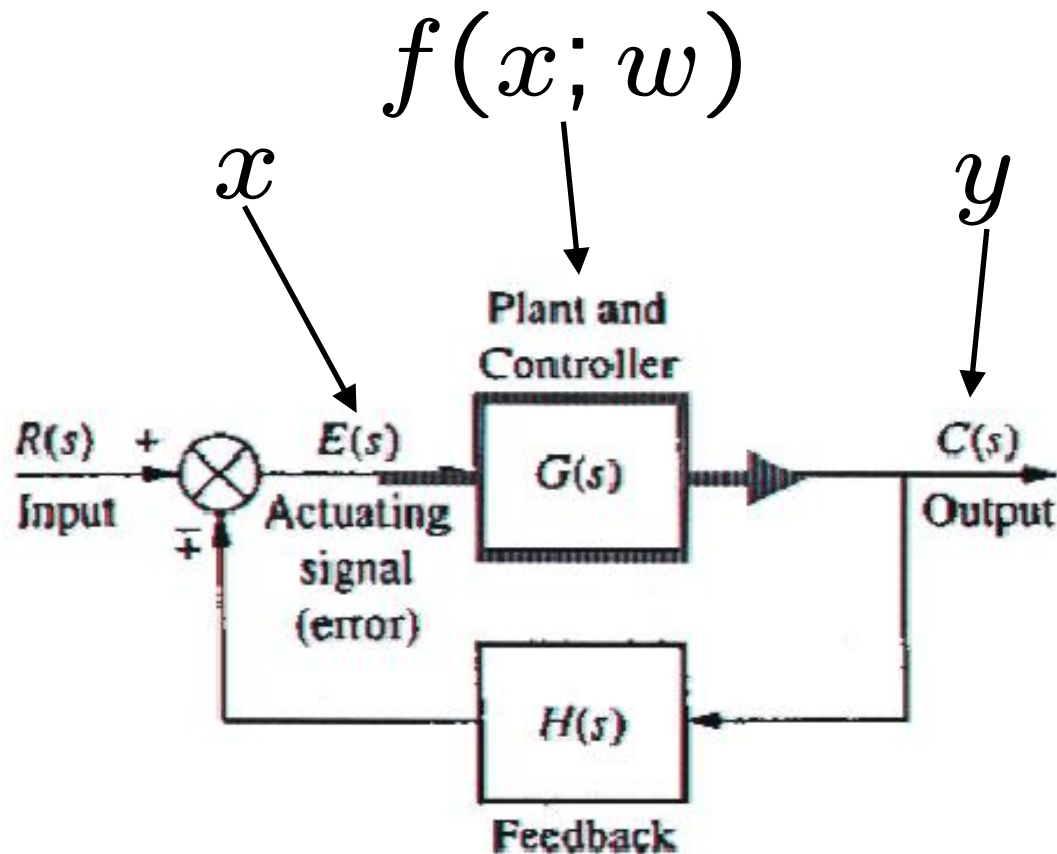 f(x; w)
x
y
Plant and
Controller
R(s) +
E(s)
G(s)
C(s)
Input
∓
Actuating
signal
(error)
Output
H(s)
Feedback